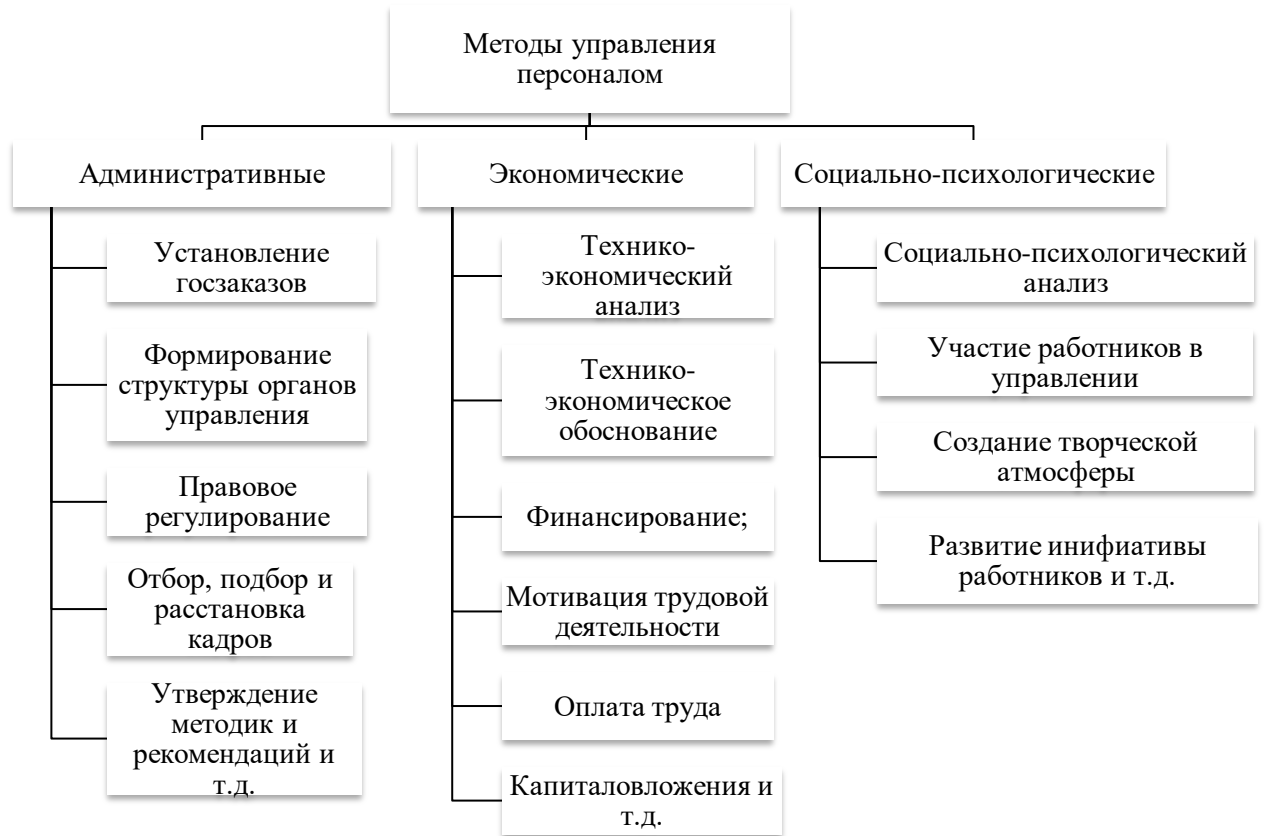 Методы управления
персоналом
Административные
Установление
госзаказов
Формирование
структуры органов
управления
Правовое
регулирование
Отбор, подбор и
расстановка
кадров
Утверждение
методик и
рекомендаций и
т.д.
Экономические
Технико-
экономический
анализ
Технико-
экономическое
обоснование
Финансирование;
Мотивация трудовой
деятельности
Оплата труда
Капиталовложения и
т.д.
Социально-психологические
Социально-психологический
анализ
Участие работников в
управлении
Создание творческой
атмосферы
Развитие инифиативы
работников и т.д.